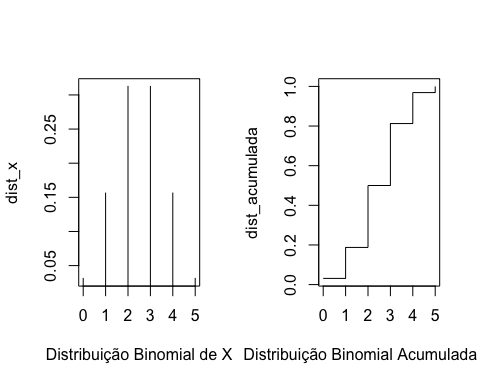 dist_x
0.05 0.15 0.25
0 1 2 3 4 5
Distribuição Binomial de X
dist_acumulada
0.0 0.2 0.4 0.6 0.8 1.0
0 1 2 3 4 5
Distribuição Binomial Acumulada